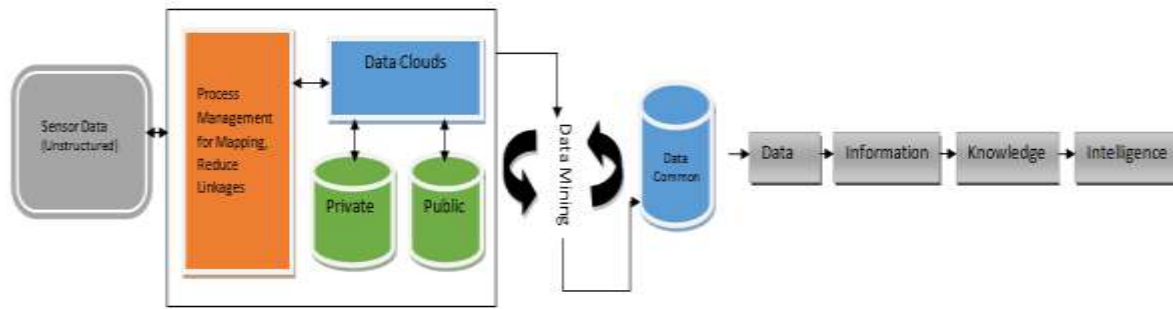 Sensor Data
(Unstructured)
Process
Management
for Mapping,
Reduce
Linkages
Data Clouds
Private
Public
Data Mining
Data
Common
Data
Information
Knowledge
Intelligence